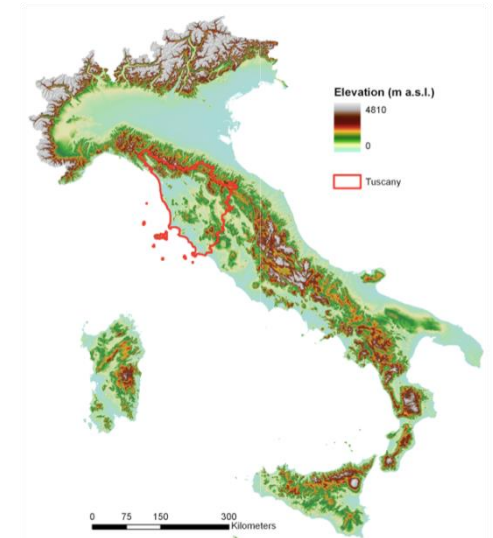 Elevation (m a.s.l.)
4810
0
Tuscany
0 75 150 300
Kilometers